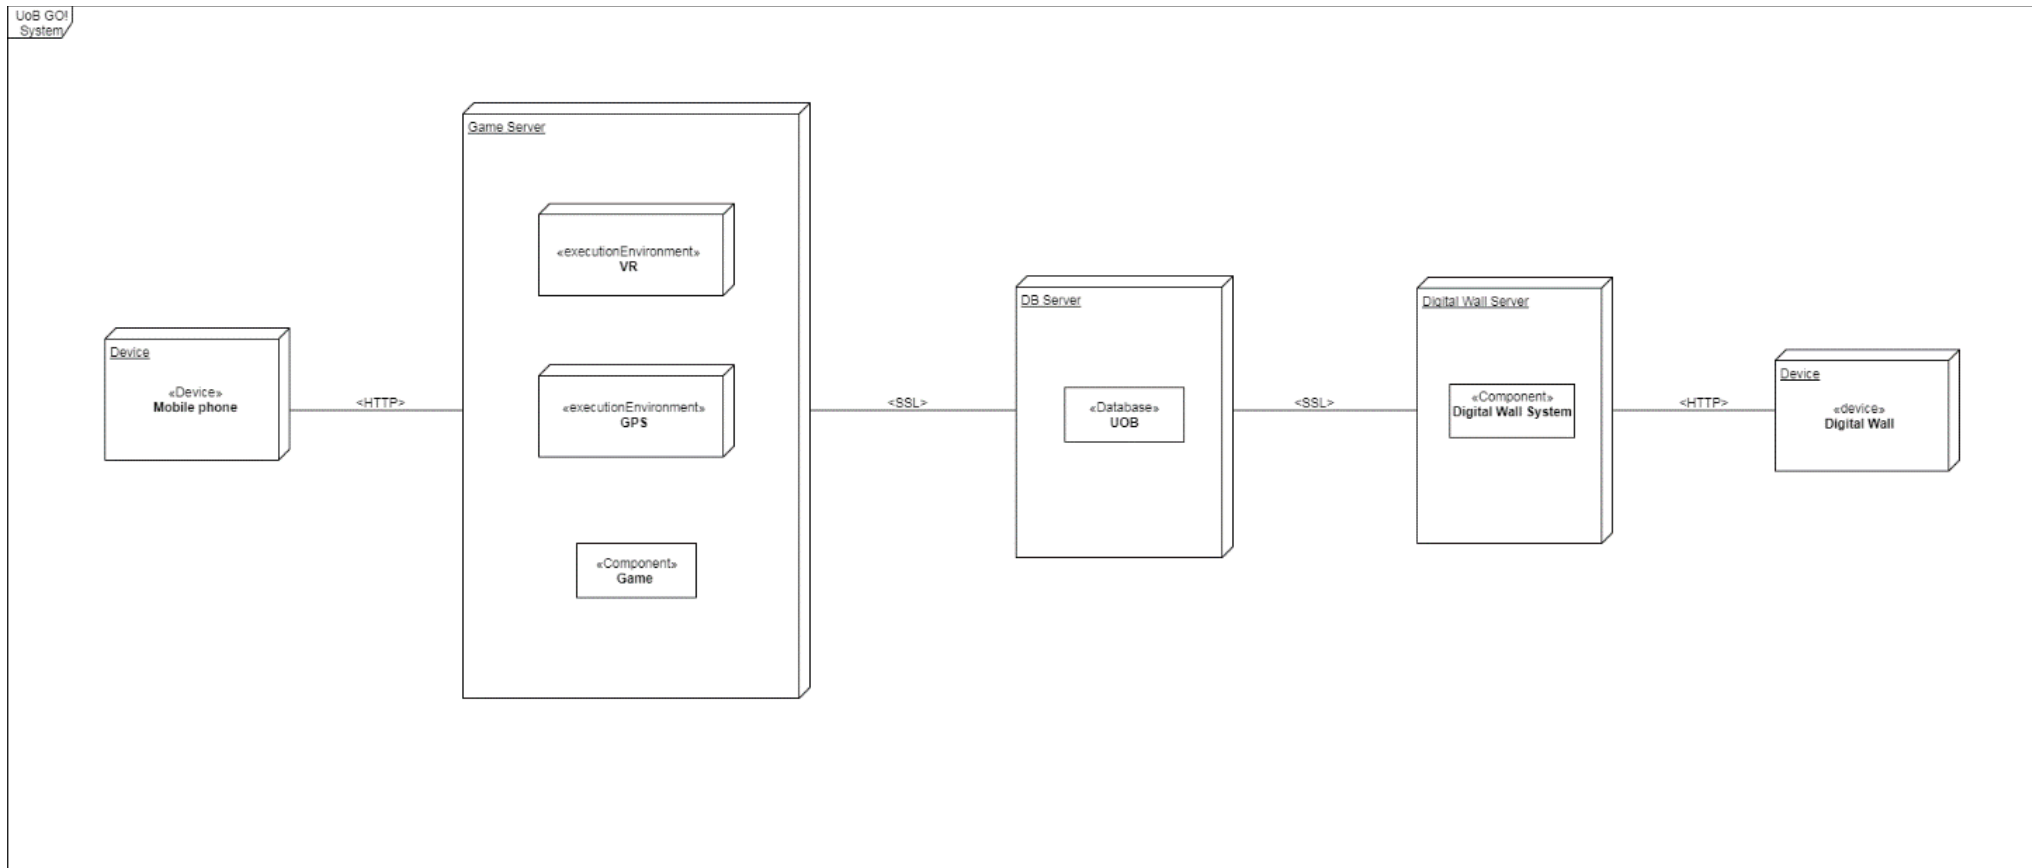 UoB GO!
System
Game Server
«executionEnvironment»
VR
«executionEnvironment»
GPS
«Component»
Game
Device
«Device»
Mobile phone
<HTTP>
<SSL>
DB Server
«Database»
UOB
<SSL>
Digital Wall Server
«Component»
Digital Wall System
<HTTP>
Device
«device»
Digital Wall